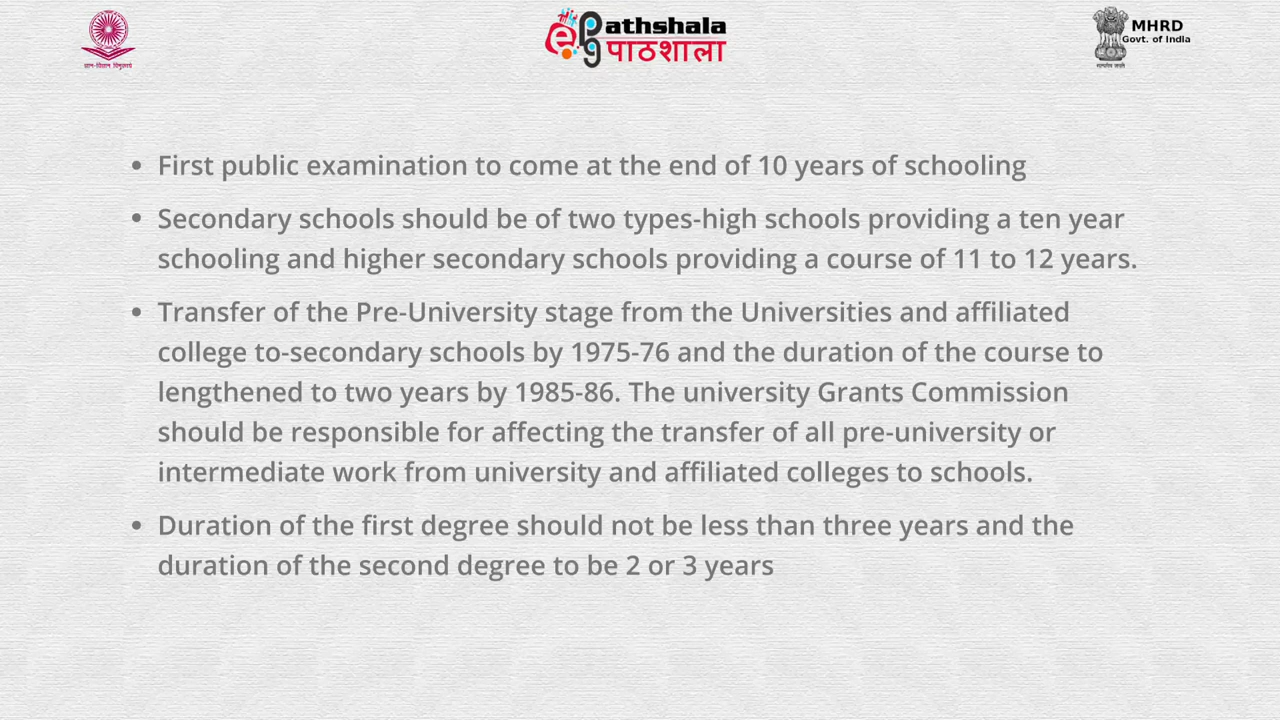 ePg athshala
पाठशाला
MHRD
Govt. of India
ज्ञान-विज्ञान विमुक्तये
सत्यमेव जयते
• First public examination to come at the end of 10 years of schooling
• Secondary schools should be of two types-high schools providing a ten year
schooling and higher secondary schools providing a course of 11 to 12 years.
• Transfer of the Pre-University stage from the Universities and affiliated
college to-secondary schools by 1975-76 and the duration of the course to
lengthened to two years by 1985-86. The university Grants Commission
should be responsible for affecting the transfer of all pre-university or
intermediate work from university and affiliated colleges to schools.
• Duration of the first degree should not be less than three years and the
duration of the second degree to be 2 or 3 years